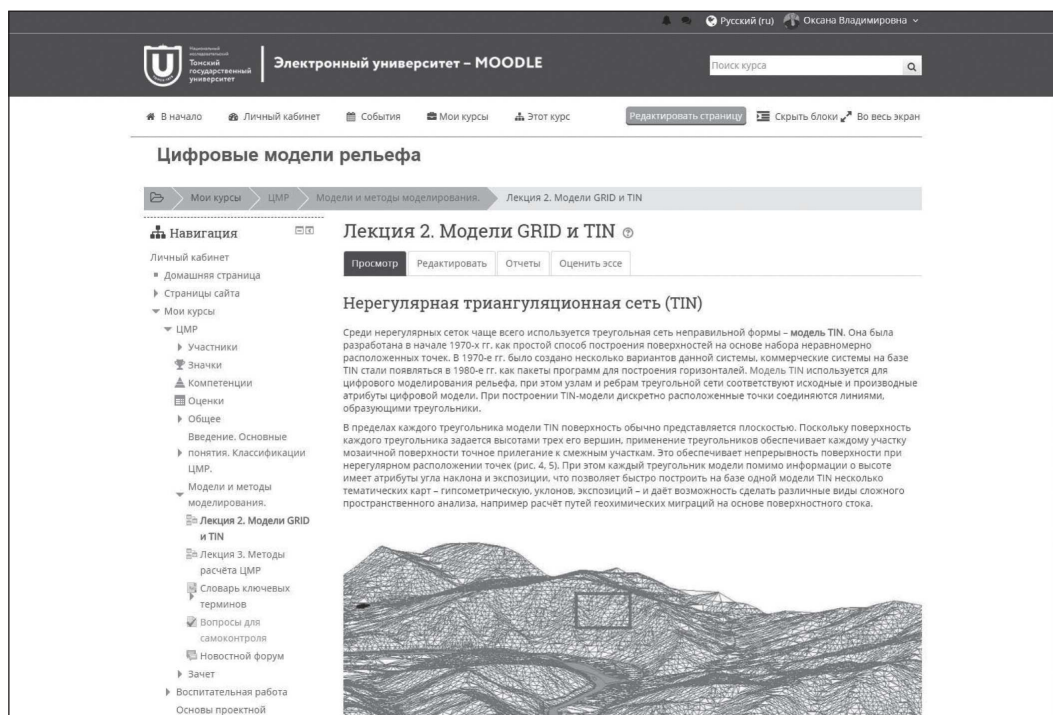 Русский (ru) Оксана Владимировна
Национальный
исследовательский
Томский
государственный
университет
Электронный университет – MOODLE
Поиск курса
В начало Личный кабинет События Мои курсы Этот курс Редактировать страницу Скрыть блоки Во весь экран
Цифровые модели рельефа
Мои курсы ЦМР Модели и методы моделирования. Лекция 2. Модели GRID и TIN
Навигация
Личный кабинет
Домашняя страница
Страницы сайта
Мои курсы
ЦМР
Участники
Значки
Компетенции
Оценки
Общее
Введение. Основные
понятия. Классификации
ЦМР.
Модели и методы
моделирования.
Лекция 2. Модели GRID
и TIN
Лекция 3. Методы
расчёта ЦМР
Словарь ключевых
терминов
Вопросы для
самоконтроля
Новостной форум
Зачет
Воспитательная работа
Основы проектной
Лекция 2. Модели GRID и TIN
Просмотр Редактировать Отчеты Оценить эссе
Нерегулярная триангуляционная сеть (TIN)
Среди нерегулярных сеток чаще всего используется треугольная сеть неправильной формы – модель TIN. Она была
разработана в начале 1970-х гг. как простой способ построения поверхностей на основе набора неравномерно
расположенных точек. В 1970-е гг. было создано несколько вариантов данной системы, коммерческие системы на базе
TIN стали появляться в 1980-е гг. как пакеты программ для построения горизонталей. Модель TIN используется для
цифрового моделирования рельефа, при этом узлам и ребрам треугольной сети соответствуют исходные и производные
атрибуты цифровой модели. При построении TIN-модели дискретно расположенные точки соединяются линиями,
образующими треугольники.
В пределах каждого треугольника модели TIN поверхность обычно представляется плоскостью. Поскольку поверхность
каждого треугольника задается высотами трех его вершин, применение треугольников обеспечивает каждому участку
мозаичной поверхности точное прилегание к смежным участкам. Это обеспечивает непрерывность поверхности при
нерегулярном расположении точек (рис. 4, 5). При этом каждый треугольник модели помимо информации о высоте
имеет атрибуты угла наклона и экспозиции, что позволяет быстро построить на базе одной модели TIN несколько
тематических карт – гипсометрическую, уклонов, экспозиций – и даёт возможность сделать различные виды сложного
пространственного анализа, например расчёт путей геохимических миграций на основе поверхностного стока.